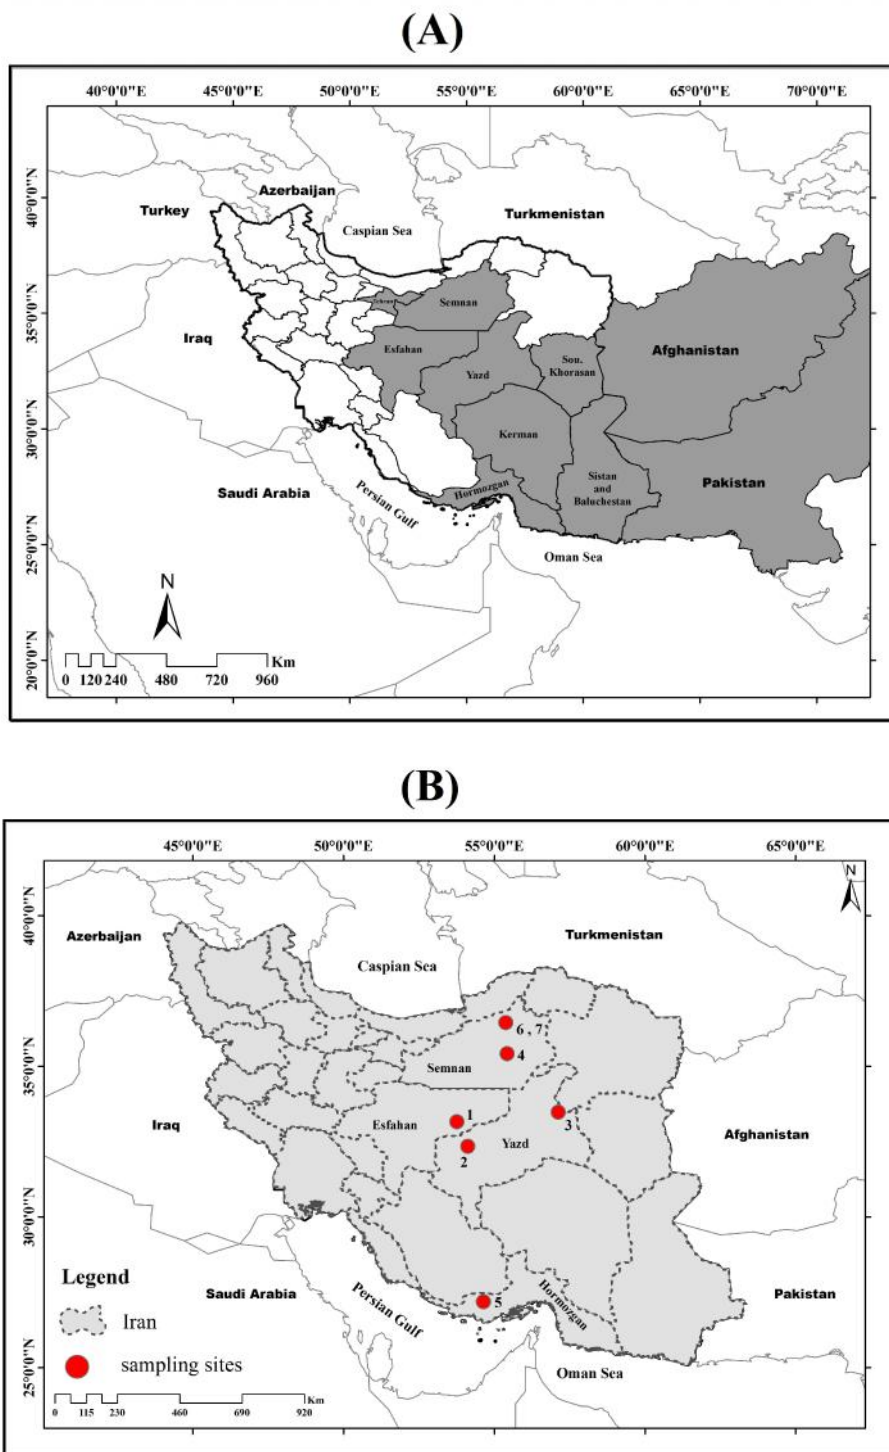 (A)
40°0'0"E 45°0'0"E 50°0'0"E 55°0'0"E 60°0'0"E 65°0'0"E 70°0'0"E
40°0'0"N
35°0'0"N
30°0'0"N
25°0'0"N
20°0'0"N
Azerbaijan
Turkey
Caspian Sea
Turkmenistan
Tehran
Semnan
Iraq
Esfahan
Yazd
Sou.
Khorasan
Afghanistan
Kerman
Saudi Arabia
Persian Gulf
Hormozgan
Sistan
and
Baluchestan
Pakistan
Oman Sea
N
Km
0 120 240 480 720 960
(B)
45°0'0"E 50°0'0"E 55°0'0"E 60°0'0"E 65°0'0"E
40°0'0"N
35°0'0"N
30°0'0"N
25°0'0"N
N
Azerbaijan
Turkmenistan
Caspian Sea
6 , 7
4
Semnan
1
Iraq
Esfahan
3
Yazd
Afghanistan
2
Legend
Saudi Arabia
Persian Gulf
5
Hormozgan
Pakistan
Iran
sampling sites
Oman Sea
Km
0 115 230 460 690 920